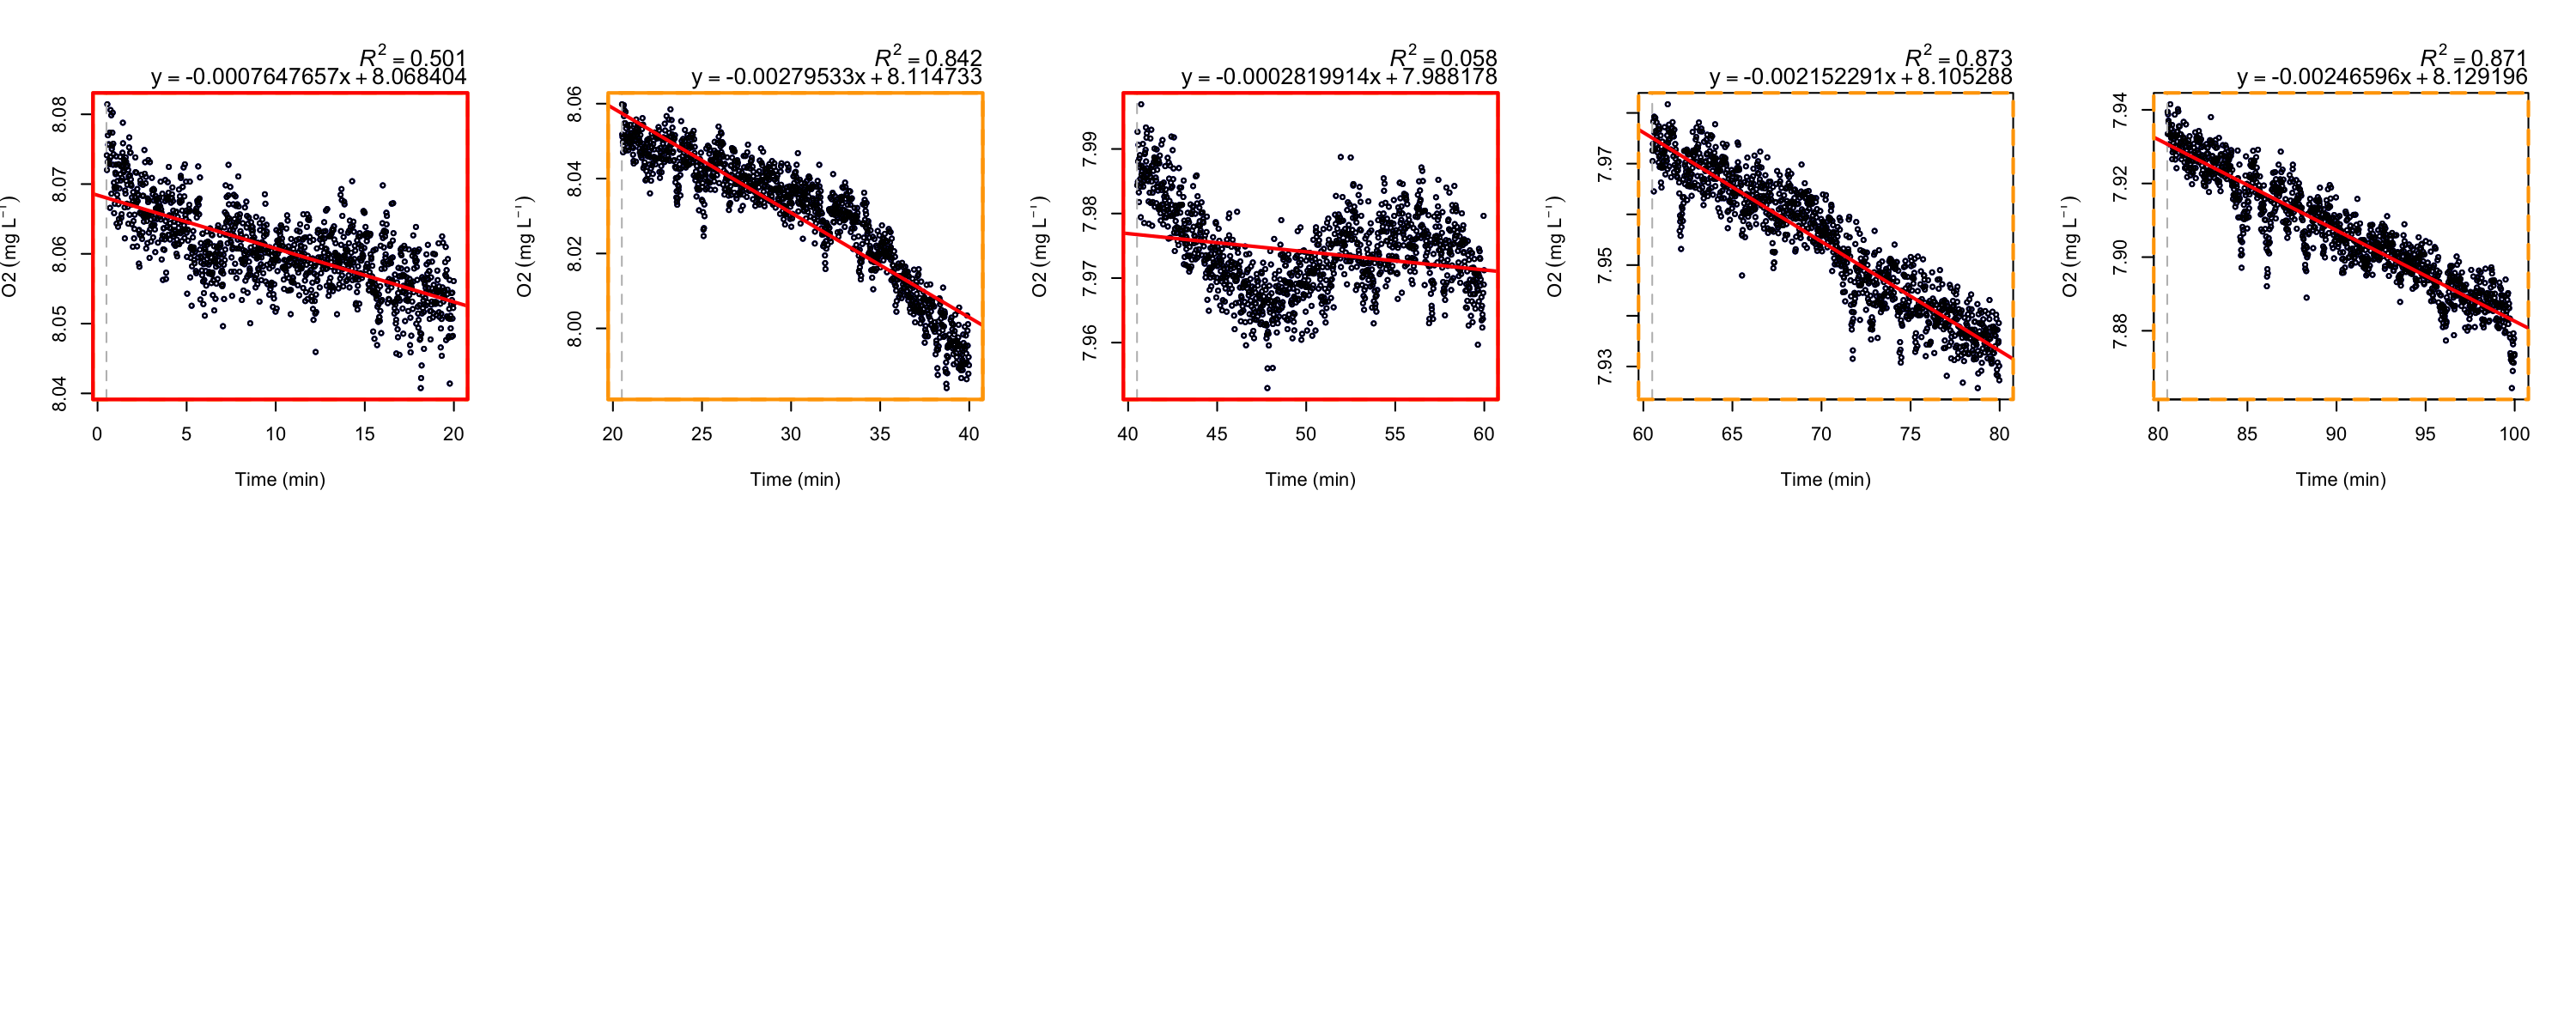 R² = 0.501
y = -0.0007647657x + 8.068404
O2 (mg L⁻¹)
8.08
8.07
8.06
8.05
8.04
0 5 10 15 20
Time (min)
R² = 0.842
y = -0.00279533x + 8.114733
O2 (mg L⁻¹)
8.06
8.04
8.02
8.00
20 25 30 35 40
Time (min)
R² = 0.058
y = -0.0002819914x + 7.988178
O2 (mg L⁻¹)
7.99
7.98
7.97
7.96
40 45 50 55 60
Time (min)
R² = 0.873
y = -0.002152291x + 8.105288
O2 (mg L⁻¹)
7.97
7.95
7.93
60 65 70 75 80
Time (min)
R² = 0.871
y = -0.00246596x + 8.129196
O2 (mg L⁻¹)
7.94
7.92
7.90
7.88
80 85 90 95 100
Time (min)